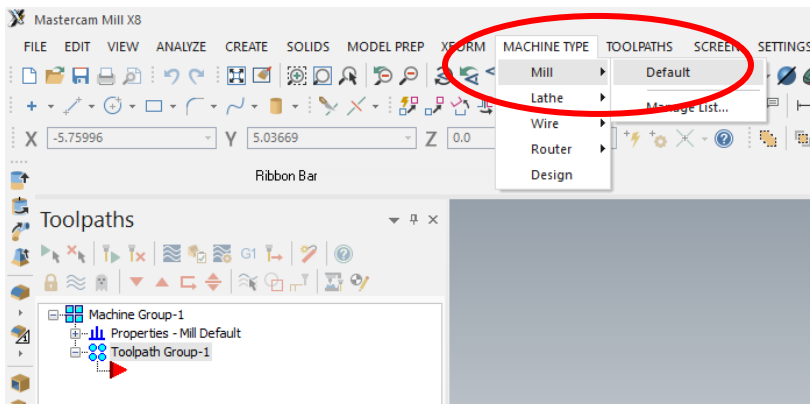 Mastercam Mill X8
FILE EDIT VIEW ANALYZE CREATE SOLIDS MODEL PREP XFORM MACHINE TYPE TOOLPATHS SCREEN SETTINGS
Mill
Default
Lathe
Manage List...
Wire
Router
Design
X -5.75996 Y 5.03669 Z 0.0
Ribbon Bar
Toolpaths
G1
Machine Group-1
Properties - Mill Default
Toolpath Group-1